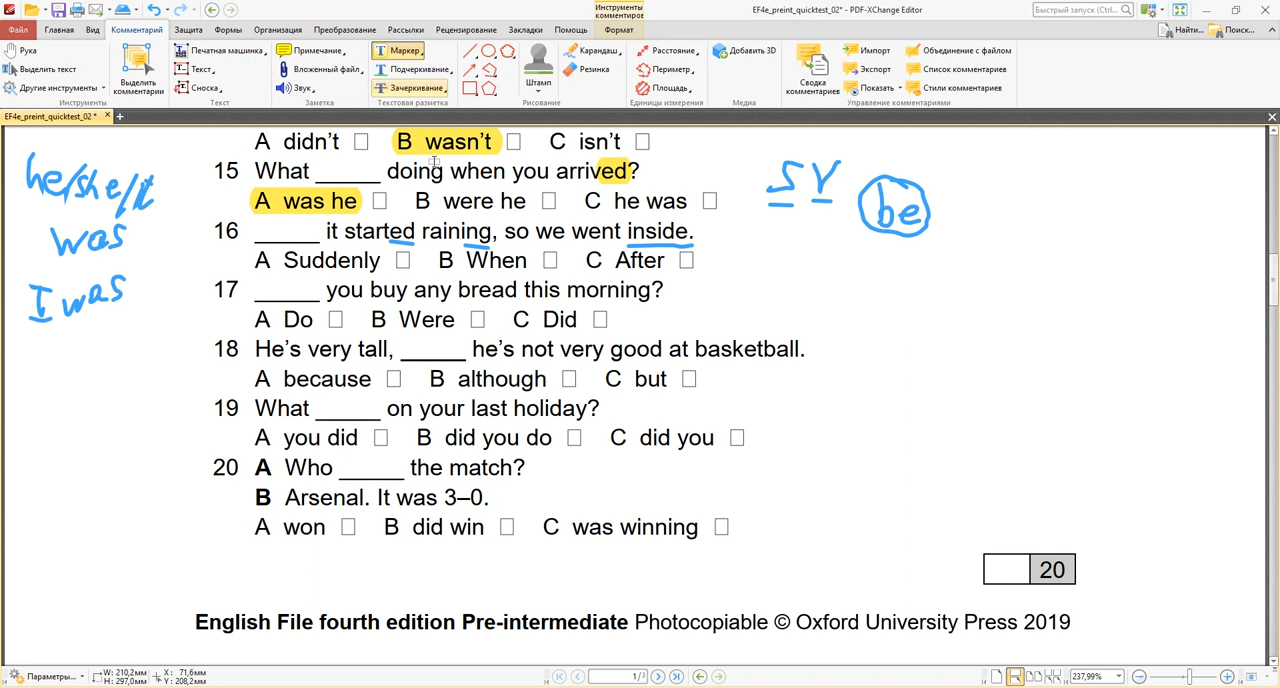 Инструменты комментиров
EF4e_preint_quicktest_02* - PDF-XChange Editor
Быстрый запуск (Ctrl...
Файл Главная Вид Комментарий Защита Формы Организация Преобразование Рассылки Рецензирование Закладки Помощь Формат Найти... Поиск...
Рука
Выделить текст
Другие инструменты
Инструменты
Выделить комментарии
Печатная машинка
Текст
Сноска
Текст
Примечание
Вложенный файл
Звук
Заметка
Маркер
Подчеркивание
Зачеркивание
Текстовая разметка
Штамп
Карандаш
Резинка
Рисование
Расстояние
Периметр
Площадь
Единицы измерения
Добавить 3D
Медиа
Сводка комментариев
Импорт
Экспорт
Показать
Объединение с файлом
Список комментариев
Стили комментариев
Управление комментариями
EF4e_preint_quicktest_02 *
A didn't B wasn't C isn't
15 What _____ doing when you arrived?
A was he B were he C he was
16 _____ it started raining, so we went inside.
A Suddenly B When C After
17 _____ you buy any bread this morning?
A Do B Were C Did
18 He's very tall, _____ he's not very good at basketball.
A because B although C but
19 What _____ on your last holiday?
A you did B did you do C did you
20 A Who _____ the match?
B Arsenal. It was 3–0.
A won B did win C was winning
he/she/it
was
I was
S V
be
20
English File fourth edition Pre-intermediate Photocopiable © Oxford University Press 2019
Параметры...
W: 210,2мм
H: 297,0мм
X: 71,6мм
Y: 208,2мм
1/3
237,99%